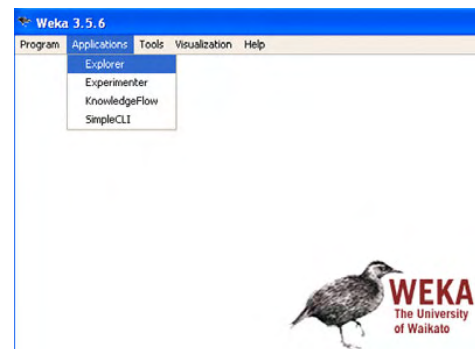 Weka 3.5.6
Program Applications Tools Visualization Help
Explorer
Experimenter
KnowledgeFlow
SimpleCLI
WEKA
The University
of Waikato